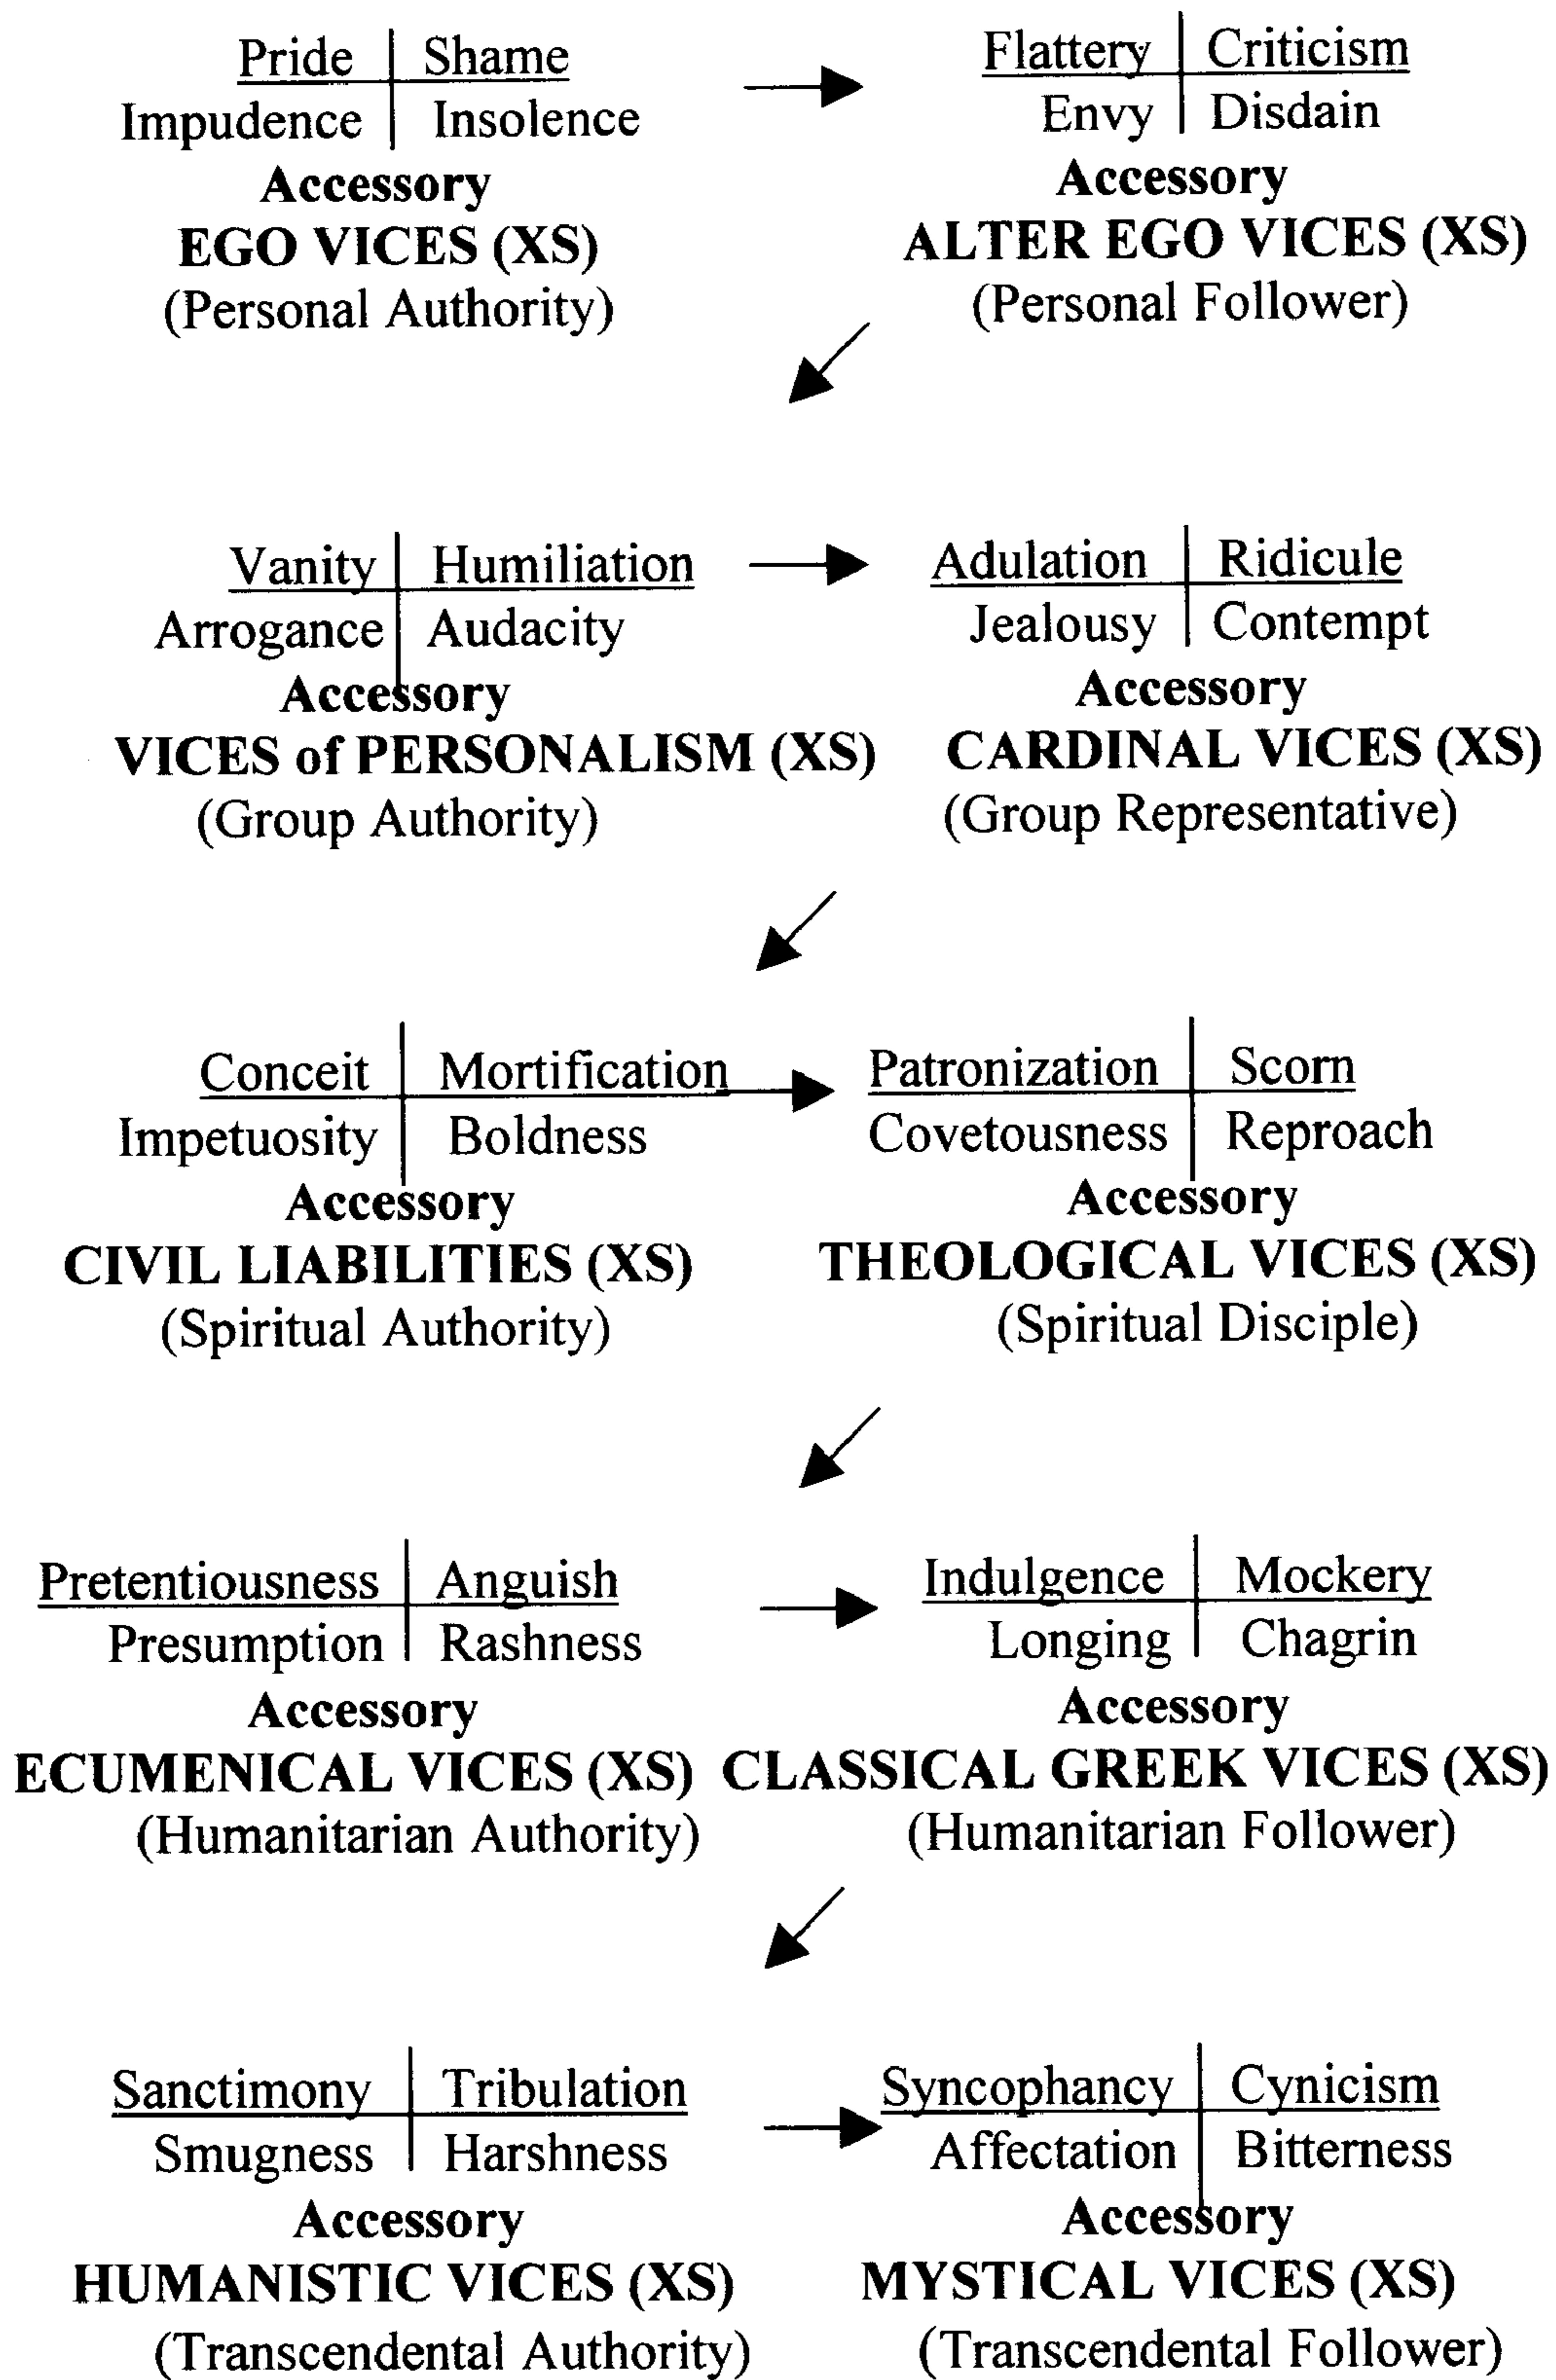 Pride Shame
Impudence Insolence
Accessory
EGO VICES (XS)
(Personal Authority)
Flattery Criticism
Envy Disdain
Accessory
ALTER EGO VICES (XS)
(Personal Follower)
Vanity Humiliation
Arrogance Audacity
Accessory
VICES of PERSONALISM (XS)
(Group Authority)
Adulation Ridicule
Jealousy Contempt
Accessory
CARDINAL VICES (XS)
(Group Representative)
Conceit Mortification
Impetuosity Boldness
Accessory
CIVIL LIABILITIES (XS)
(Spiritual Authority)
Patronization Scorn
Covetousness Reproach
Accessory
THEOLOGICAL VICES (XS)
(Spiritual Disciple)
Pretentiousness Anguish
Presumption Rashness
Accessory
ECUMENICAL VICES (XS)
(Humanitarian Authority)
Indulgence Mockery
Longing Chagrin
Accessory
CLASSICAL GREEK VICES (XS)
(Humanitarian Follower)
Sanctimony Tribulation
Smugness Harshness
Accessory
HUMANISTIC VICES (XS)
(Transcendental Authority)
Syncophancy Cynicism
Affectation Bitterness
Accessory
MYSTICAL VICES (XS)
(Transcendental Follower)